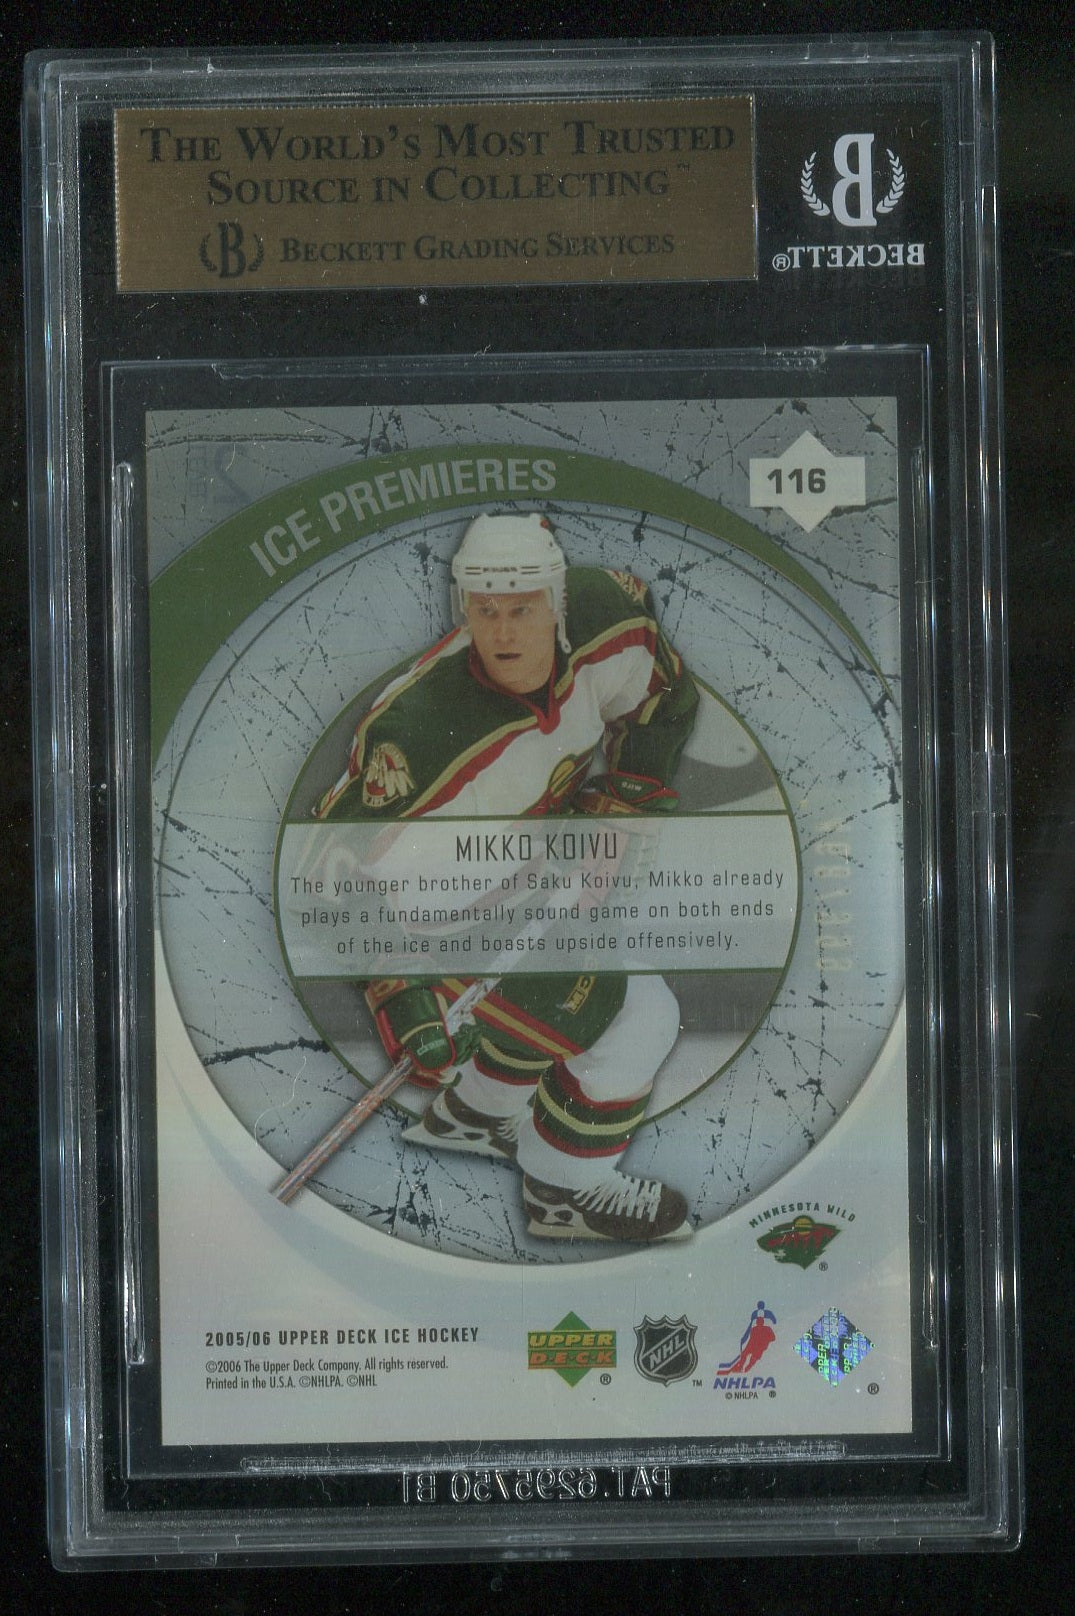 THE WORLD'S MOST TRUSTED
SOURCE IN COLLECTING™
B BECKETT GRADING SERVICES
B
BECKETT®
ICE PREMIERES
116
MIKKO KOIVU
The younger brother of Saku Koivu, Mikko already
plays a fundamentally sound game on both ends
of the ice and boasts upside offensively.
MINNESOTA WILD
®
2005/06 UPPER DECK ICE HOCKEY
©2006 The Upper Deck Company. All rights reserved.
Printed in the U.S.A. ©NHLPA. ©NHL
UPPER
DECK
®
NHL
™
NHLPA
© NHLPA ®
®
PAT.6295750 B1